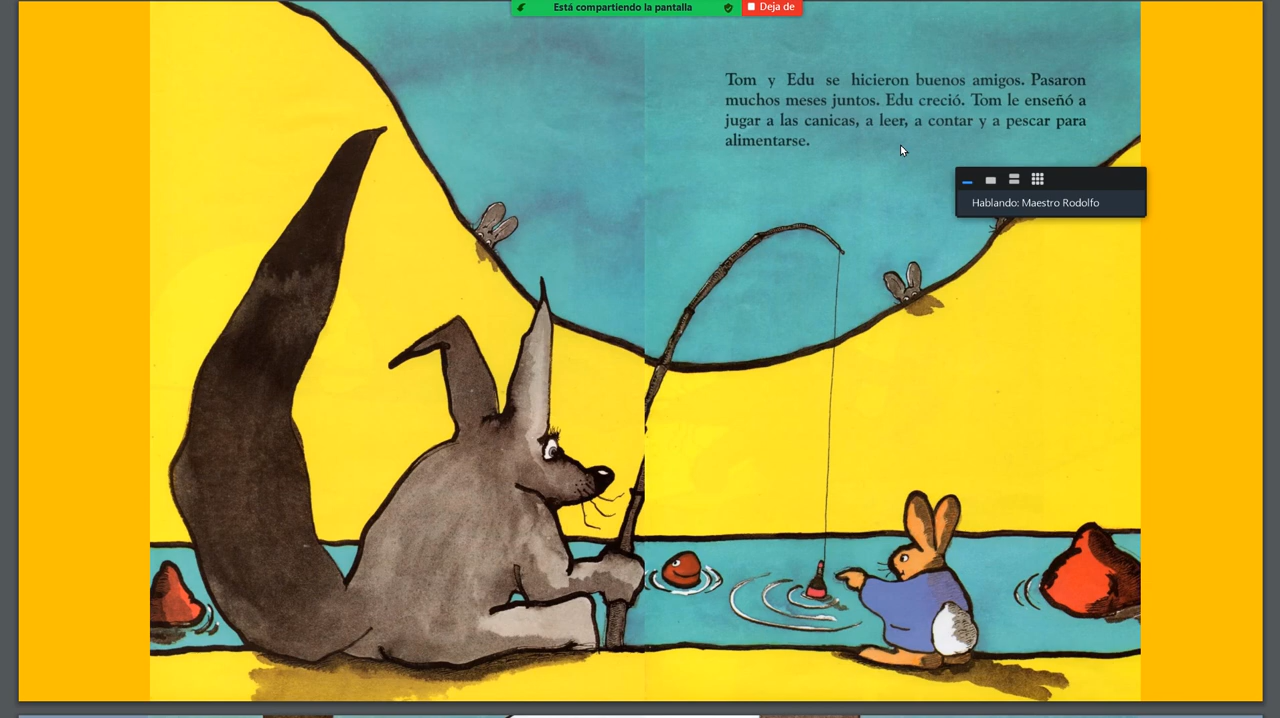 Está compartiendo la pantalla
Deja de
Tom y Edu se hicieron buenos amigos. Pasaron
muchos meses juntos. Edu creció. Tom le enseñó a
jugar a las canicas, a leer, a contar y a pescar para
alimentarse.
Hablando: Maestro Rodolfo